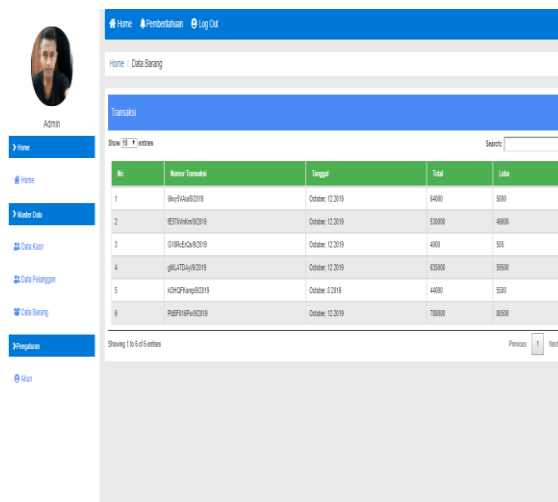 Home Pemberitahuan Log Out
Home / Data Barang
Admin
Home
Home
Master Data
Data Kasir
Data Pelanggan
Data Barang
Pengaturan
Akun
Transaksi
Show 10 entries Search:
No Nomor Transaksi Tanggal Total Laba
1 October, 12 2019 64000 5000
2 October, 12 2019 530000 49000
3 October, 12 2019 4000 500
4 October, 12 2019 635000 59500
5 October, 8 2019 44000 5500
6 October, 12 2019 788000 80500
Showing 1 to 6 of 6 entries Previous 1 Next